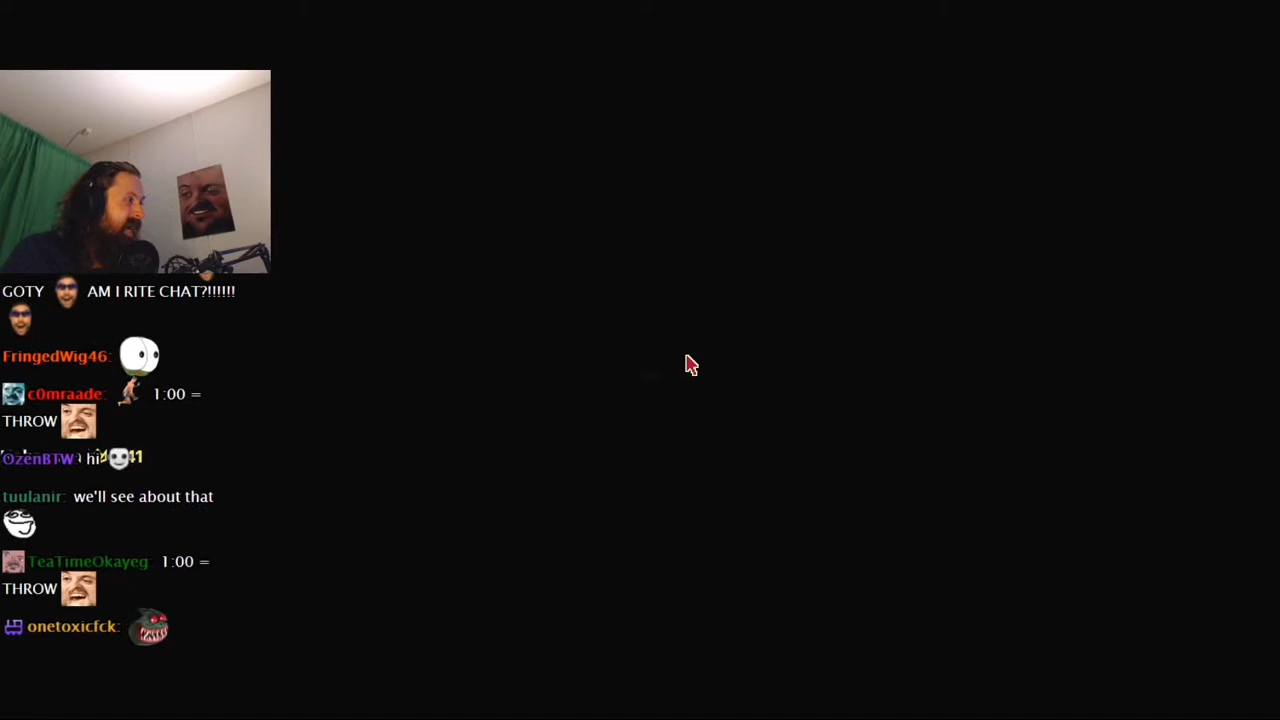 GOTY AM I RITE CHAT?!!!!!!
FringedWig46:
c0mraade: 1:00 =
THROW
OzenBTW: hi
tuulanir: we'll see about that
TeaTimeOkayeg: 1:00 =
THROW
onetoxicfck: